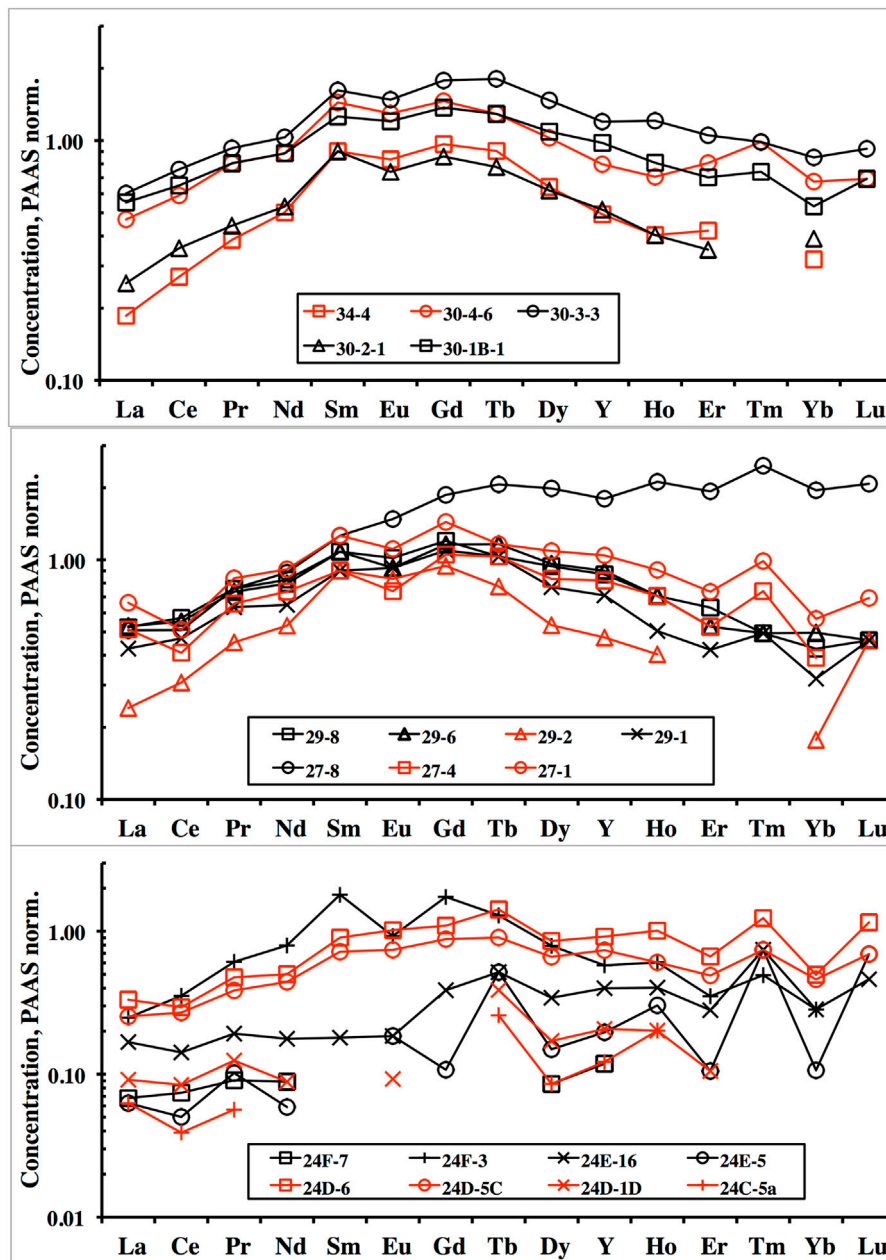 Concentration, PAAS norm.
1.00
0.10
34-4 30-4-6 30-3-3
30-2-1 30-1B-1
La Ce Pr Nd Sm Eu Gd Tb Dy Y Ho Er Tm Yb Lu
Concentration, PAAS norm.
1.00
0.10
29-8 29-6 29-2 29-1
27-8 27-4 27-1
La Ce Pr Nd Sm Eu Gd Tb Dy Y Ho Er Tm Yb Lu
Concentration, PAAS norm.
1.00
0.10
0.01
24F-7 24F-3 24E-16 24E-5
24D-6 24D-5C 24D-1D 24C-5a
La Ce Pr Nd Sm Eu Gd Tb Dy Y Ho Er Tm Yb Lu